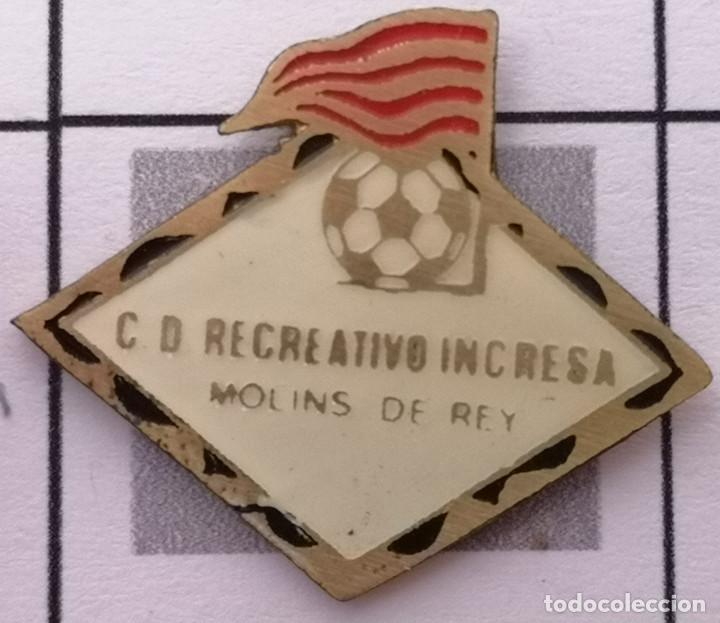 C. D RECREATIVO INCRESA
MOLINS DE REY
todocoleccion